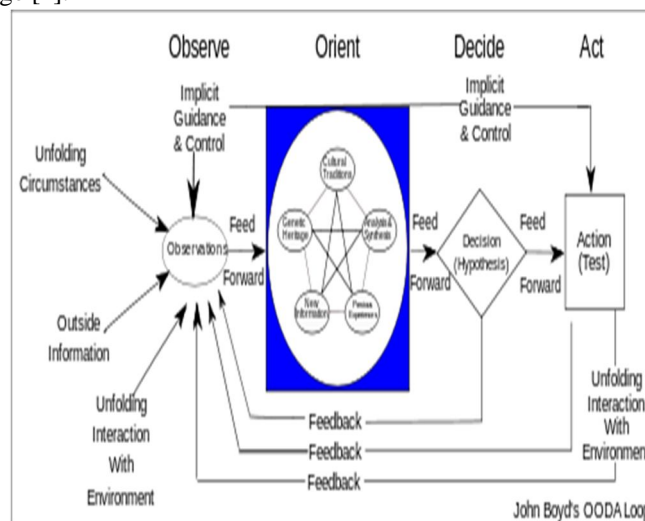 Observe
Orient
Decide
Act
Implicit
Guidance
& Control
Implicit
Guidance
& Control
Unfolding
Circumstances
Observations
Outside
Information
Unfolding
Interaction
With
Environment
Feed
Forward
Cultural
Traditions
Genetic
Heritage
Analysis &
Synthesis
New
Information
Previous
Experiences
Feed
Forward
Decision
(Hypothesis)
Feed
Forward
Action
(Test)
Unfolding
Interaction
With
Environmen
Feedback
Feedback
Feedback
John Boyd's OODA Loop